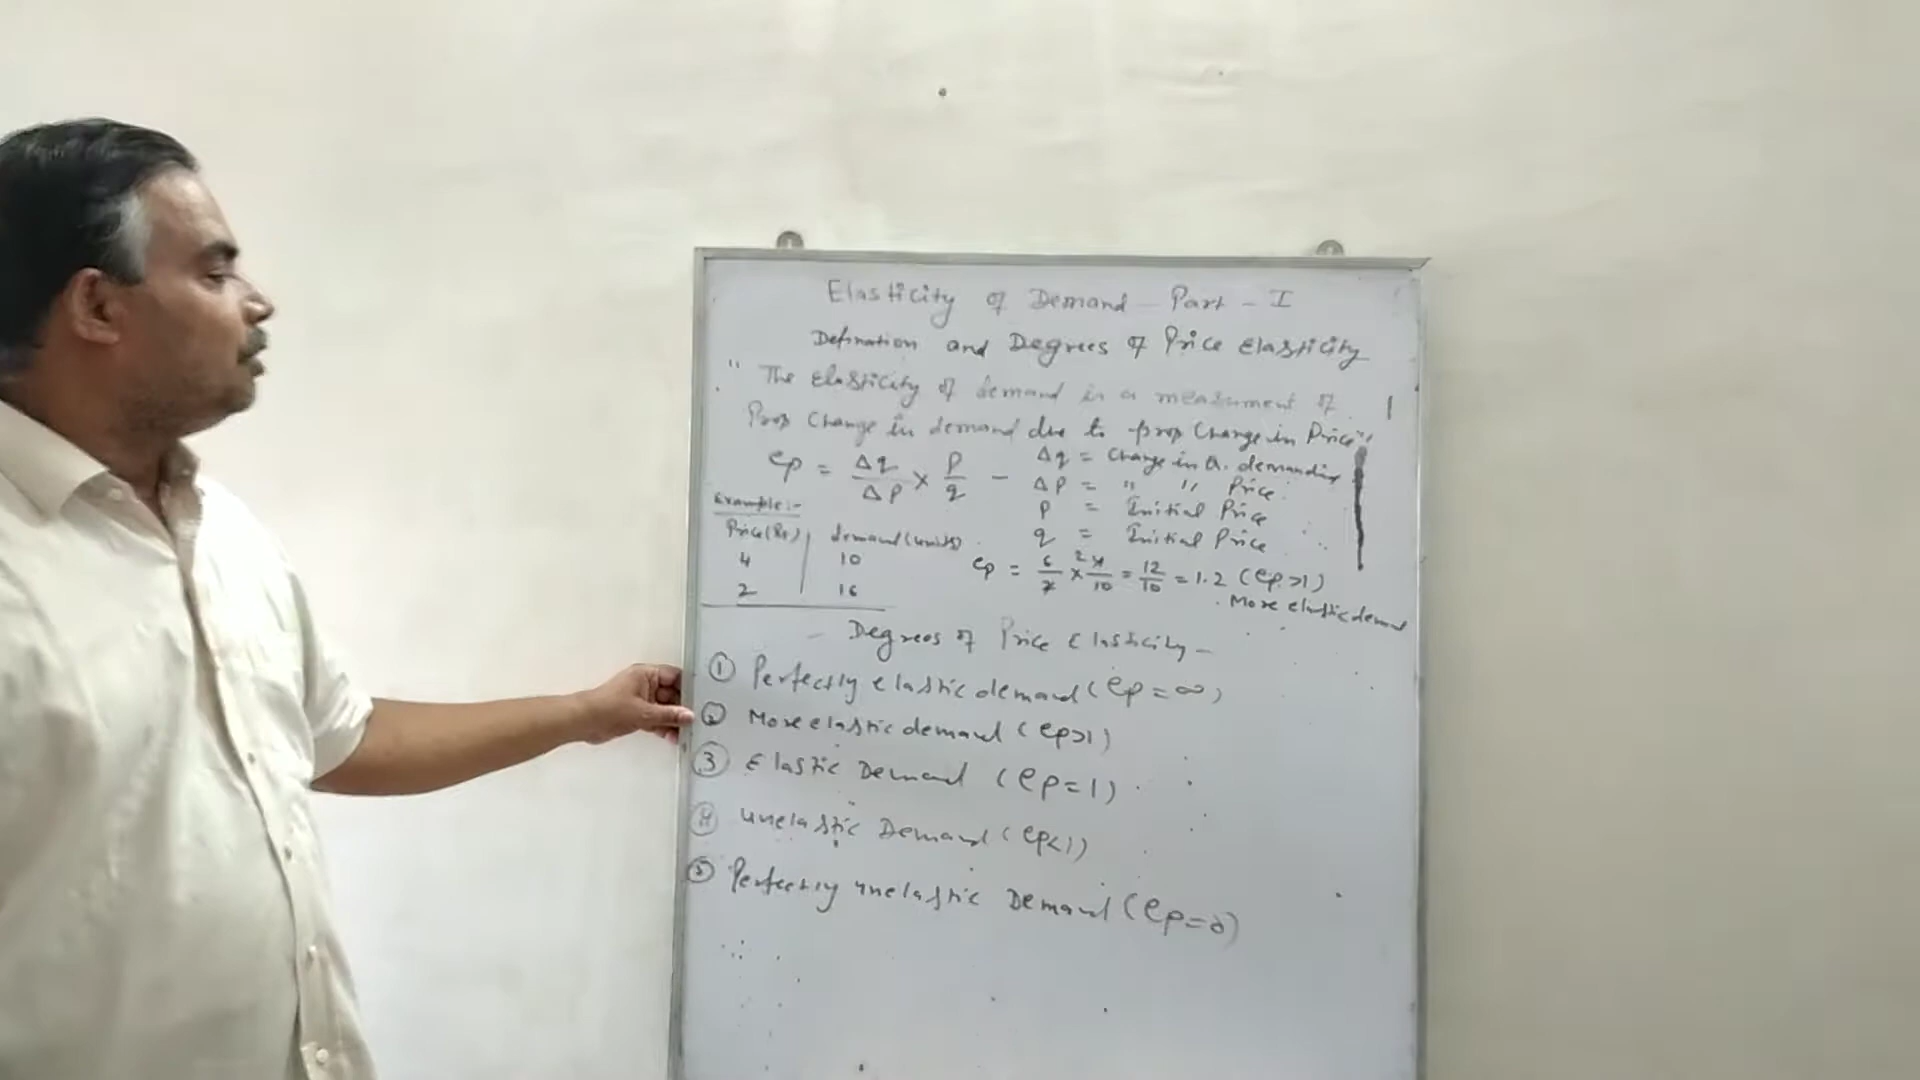 Elasticity of Demand - Part - I
Defination and Degrees of Price Elasticity
" The Elasticity of demand is a measument of
Prop Change in demand due to prop Change in Price"
ep = Δq/ΔP × P/q - Δq = Change in Q. demanding
ΔP = " " Price
P = Initial Price
q = Initial Price
Example :-
Price (Rs) demand (units)
4 10
2 16
ep = 6/2 × 2 4/10 = 12/10 = 1.2 (ep>1)
More elastic demand
- Degrees of Price Elasticity -
① Perfectly elastic demand (ep = ∞)
② More elastic demand (ep>1)
③ Elastic Demand (ep=1)
④ unelastic Demand (ep<1)
⑤ Perfectly unelastic Demand (ep=0)